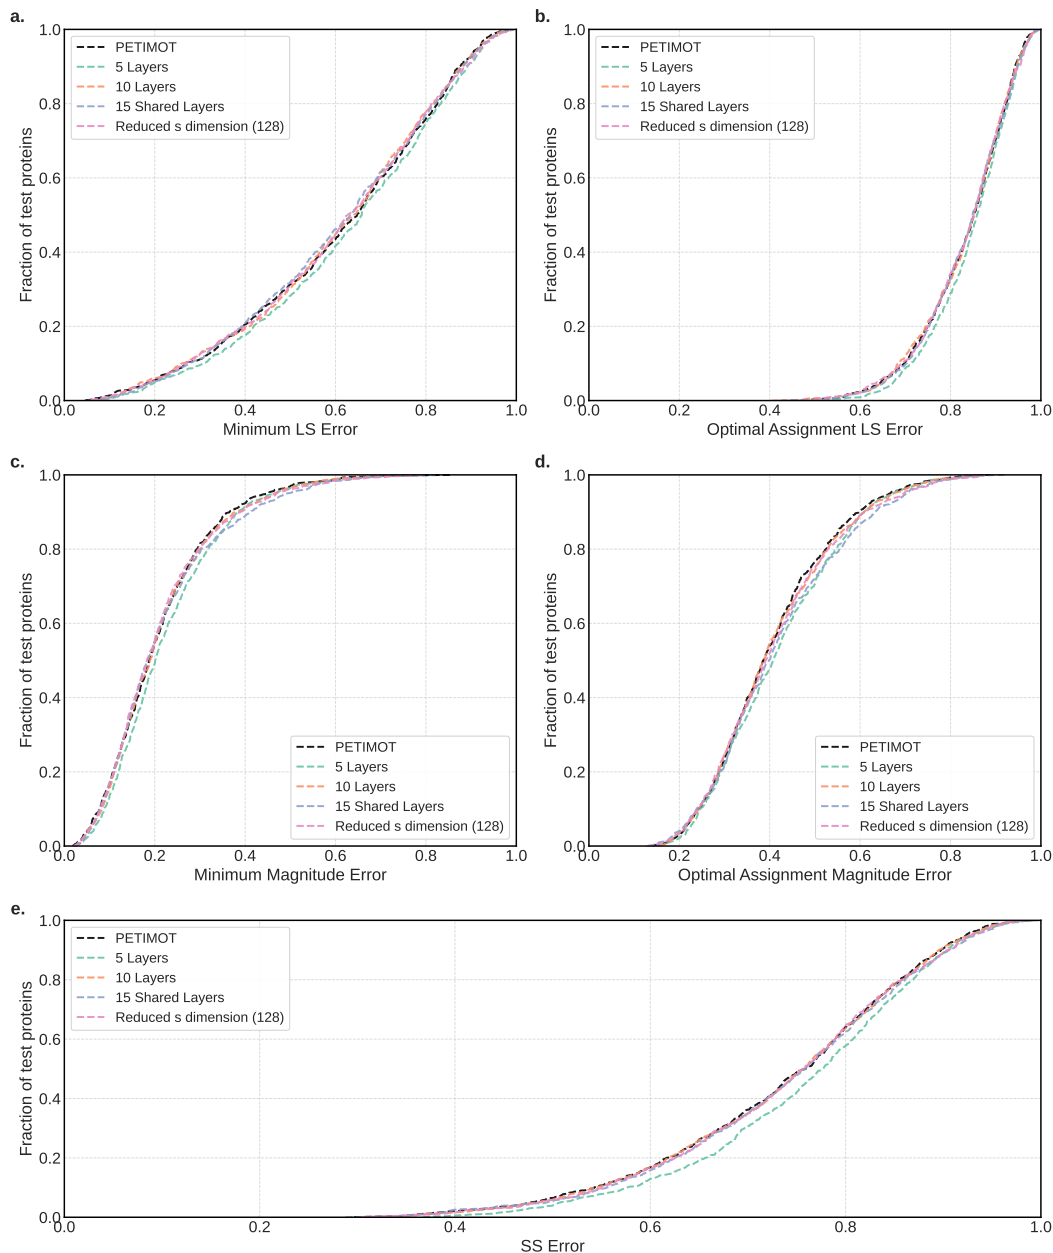 a.
Fraction of test proteins
1.0
0.8
0.6
0.4
0.2
0.0
PETIMOT
5 Layers
10 Layers
15 Shared Layers
Reduced s dimension (128)
0.0 0.2 0.4 0.6 0.8 1.0
Minimum LS Error
b.
Fraction of test proteins
1.0
0.8
0.6
0.4
0.2
0.0
PETIMOT
5 Layers
10 Layers
15 Shared Layers
Reduced s dimension (128)
0.0 0.2 0.4 0.6 0.8 1.0
Optimal Assignment LS Error
c.
Fraction of test proteins
1.0
0.8
0.6
0.4
0.2
0.0
PETIMOT
5 Layers
10 Layers
15 Shared Layers
Reduced s dimension (128)
0.0 0.2 0.4 0.6 0.8 1.0
Minimum Magnitude Error
d.
Fraction of test proteins
1.0
0.8
0.6
0.4
0.2
0.0
PETIMOT
5 Layers
10 Layers
15 Shared Layers
Reduced s dimension (128)
0.0 0.2 0.4 0.6 0.8 1.0
Optimal Assignment Magnitude Error
e.
Fraction of test proteins
1.0
0.8
0.6
0.4
0.2
0.0
PETIMOT
5 Layers
10 Layers
15 Shared Layers
Reduced s dimension (128)
0.0 0.2 0.4 0.6 0.8 1.0
SS Error